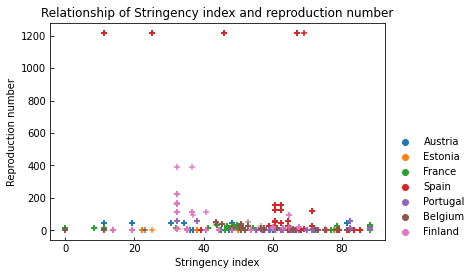 Relationship of Stringency index and reproduction number
1200
1000
800
600
400
200
0
Reproduction number
0
20
40
60
80
Stringency index
Austria
Estonia
France
Spain
Portugal
Belgium
Finland